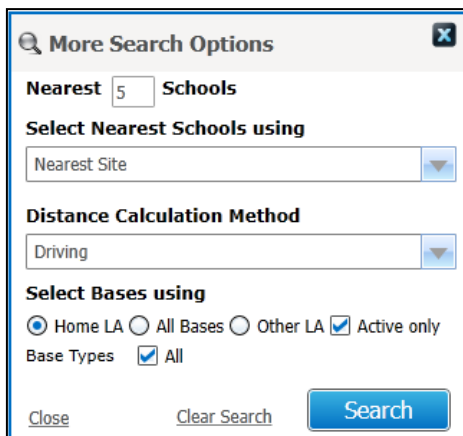 More Search Options
Nearest 5 Schools
Select Nearest Schools using
Nearest Site
Distance Calculation Method
Driving
Select Bases using
Home LA All Bases Other LA Active only
Base Types All
Close Clear Search Search